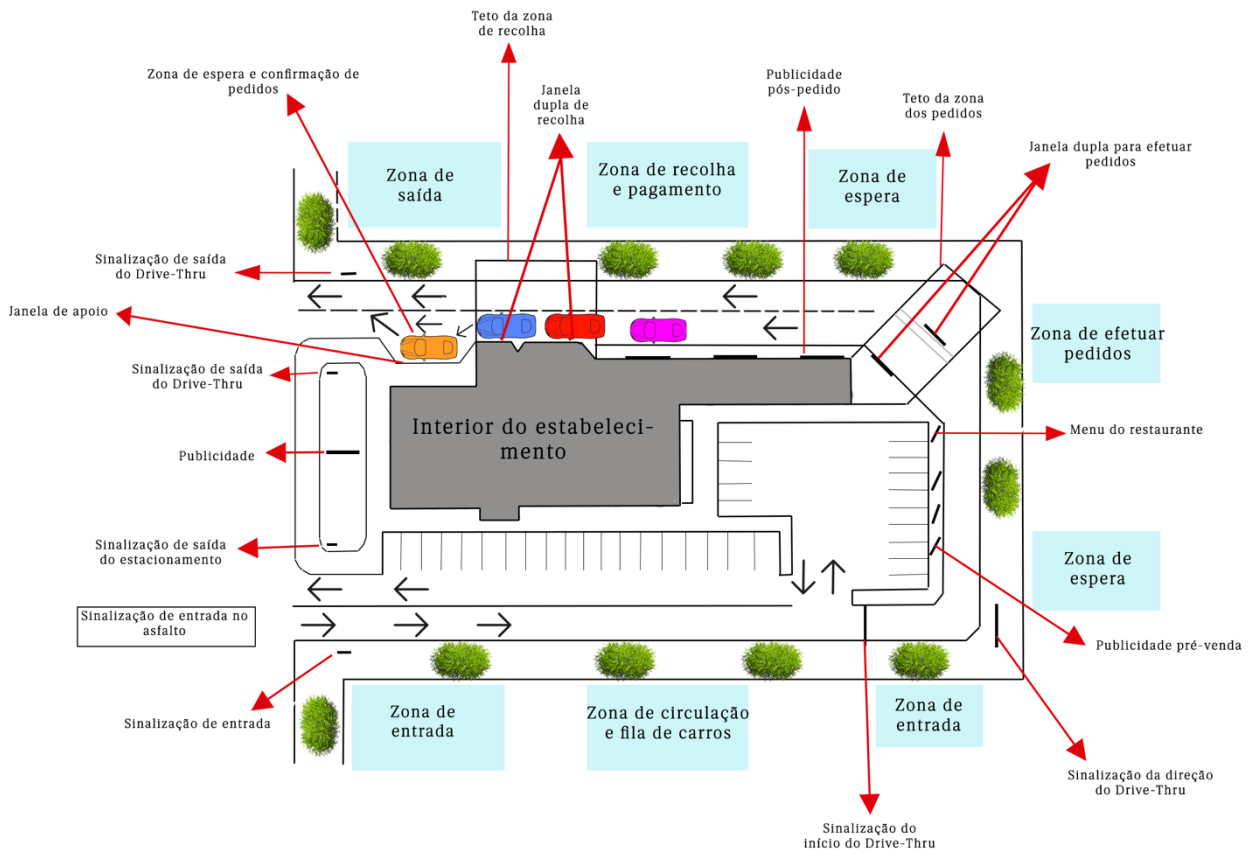 Teto da zona
de recolha
Zona de espera e confirmação de
pedidos
Janela
dupla de
recolha
Publicidade
pós-pedido
Teto da zona
dos pedidos
Janela dupla para efetuar
pedidos
Zona de
saída
Zona de recolha
e pagamento
Zona de
espera
Sinalização de saída
do Drive-Thru
Janela de apoio
Zona de efetuar
pedidos
Sinalização de saída
do Drive-Thru
Interior do estabeleci-
mento
Menu do restaurante
Publicidade
Sinalização de saída
do estacionamento
Zona de
espera
Sinalização de entrada no
asfalto
Publicidade pré-venda
Sinalização de entrada
Zona de
entrada
Zona de circulação
e fila de carros
Zona de
entrada
Sinalização da direção
do Drive-Thru
Sinalização do
início do Drive-Thru